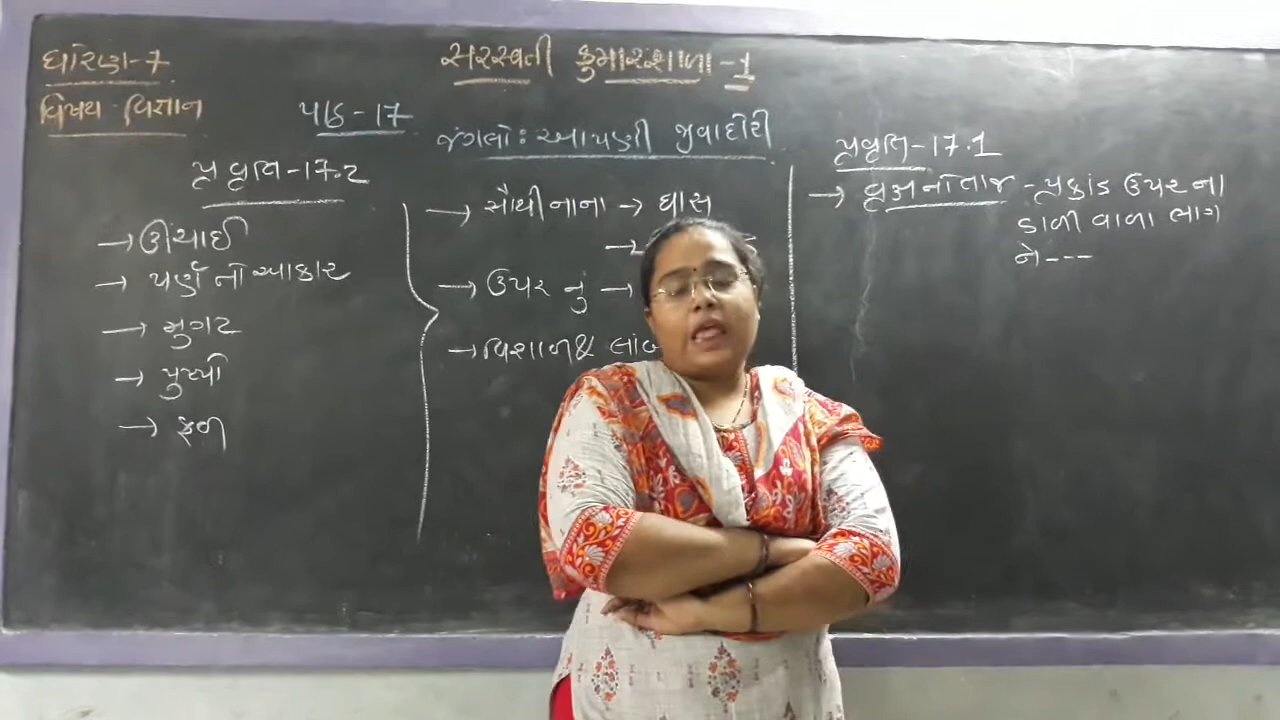 ધોરણ-7
સરસ્વતી કુમારશાળા-1
વિષય-વિજ્ઞાન
પાઠ-17
જંગલો: આપણી જીવાદોરી
પ્રવૃત્તિ-17.2
→ ઊંચાઈ
→ પર્ણનો આકાર
→ મુગટ
→ પુષ્પો
→ ફળ
→ સૌથી નાના → ઘાસ
→
→ ઉપરનું →
→ વિશાળ &
પ્રવૃત્તિ-17.1
→ વૃક્ષનો તાજ - પ્રકાંડ ઉપરના
ડાળીવાળા ભાગ
ને---